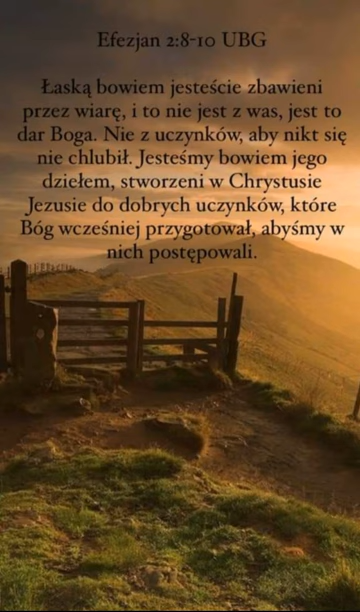 Efezjan 2:8-10 UBG
Łaską bowiem jesteście zbawieni
przez wiarę, i to nie jest z was, jest to
dar Boga. Nie z uczynków, aby nikt się
nie chlubił. Jesteśmy bowiem jego
dziełem, stworzeni w Chrystusie
Jezusie do dobrych uczynków, które
Bóg wcześniej przygotował, abyśmy w
nich postępowali.